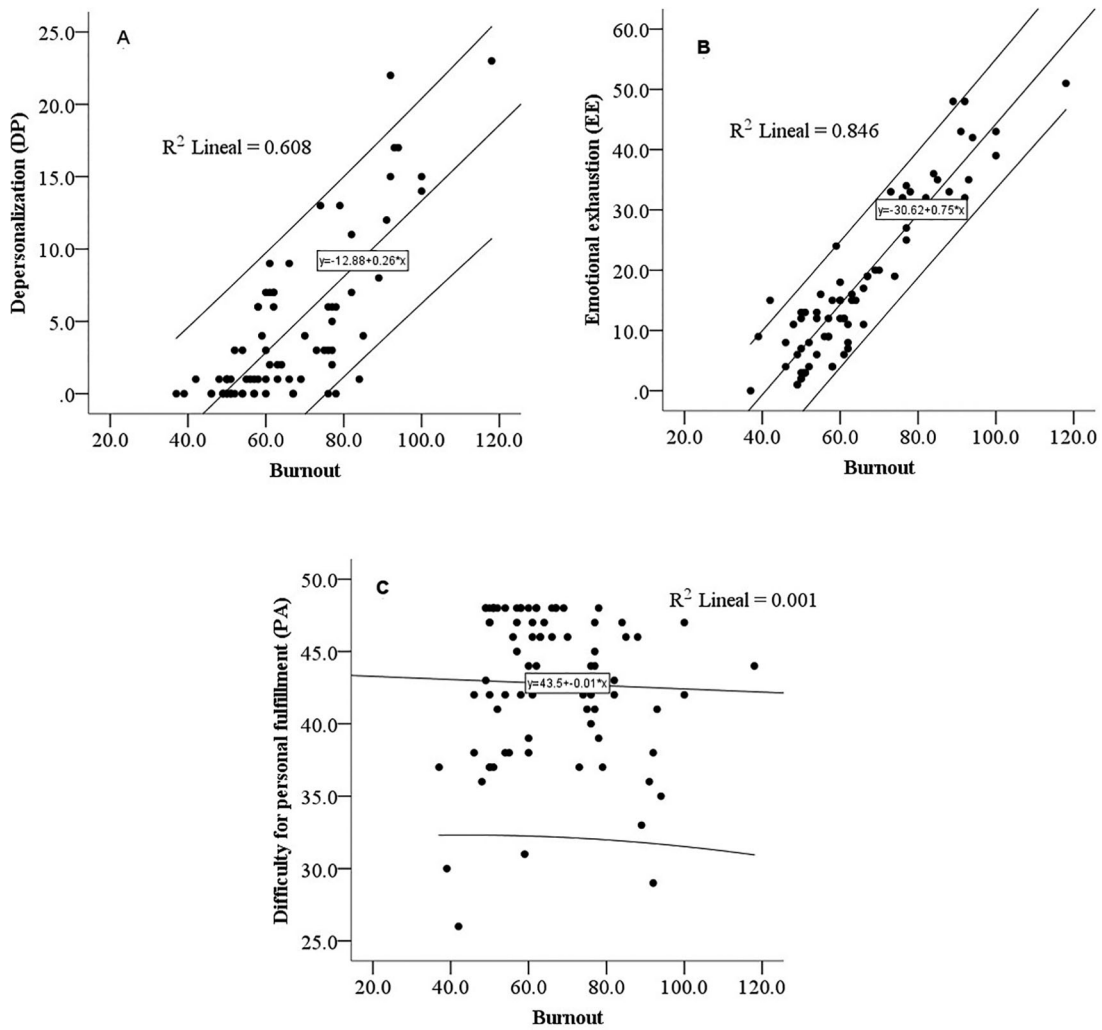 A
25.0
20.0
15.0
10.0
5.0
.0
Depersonalization (DP)
R² Lineal = 0.608
y=-12.88+0.26*x
20.0 40.0 60.0 80.0 100.0 120.0
Burnout
B
60.0
50.0
40.0
30.0
20.0
10.0
.0
Emotional exhaustion (EE)
R² Lineal = 0.846
y=-30.62+0.75*x
20.0 40.0 60.0 80.0 100.0 120.0
Burnout
C
50.0
45.0
40.0
35.0
30.0
25.0
Difficulty for personal fulfillment (PA)
R² Lineal = 0.001
y=43.5+-0.01*x
20.0 40.0 60.0 80.0 100.0 120.0
Burnout